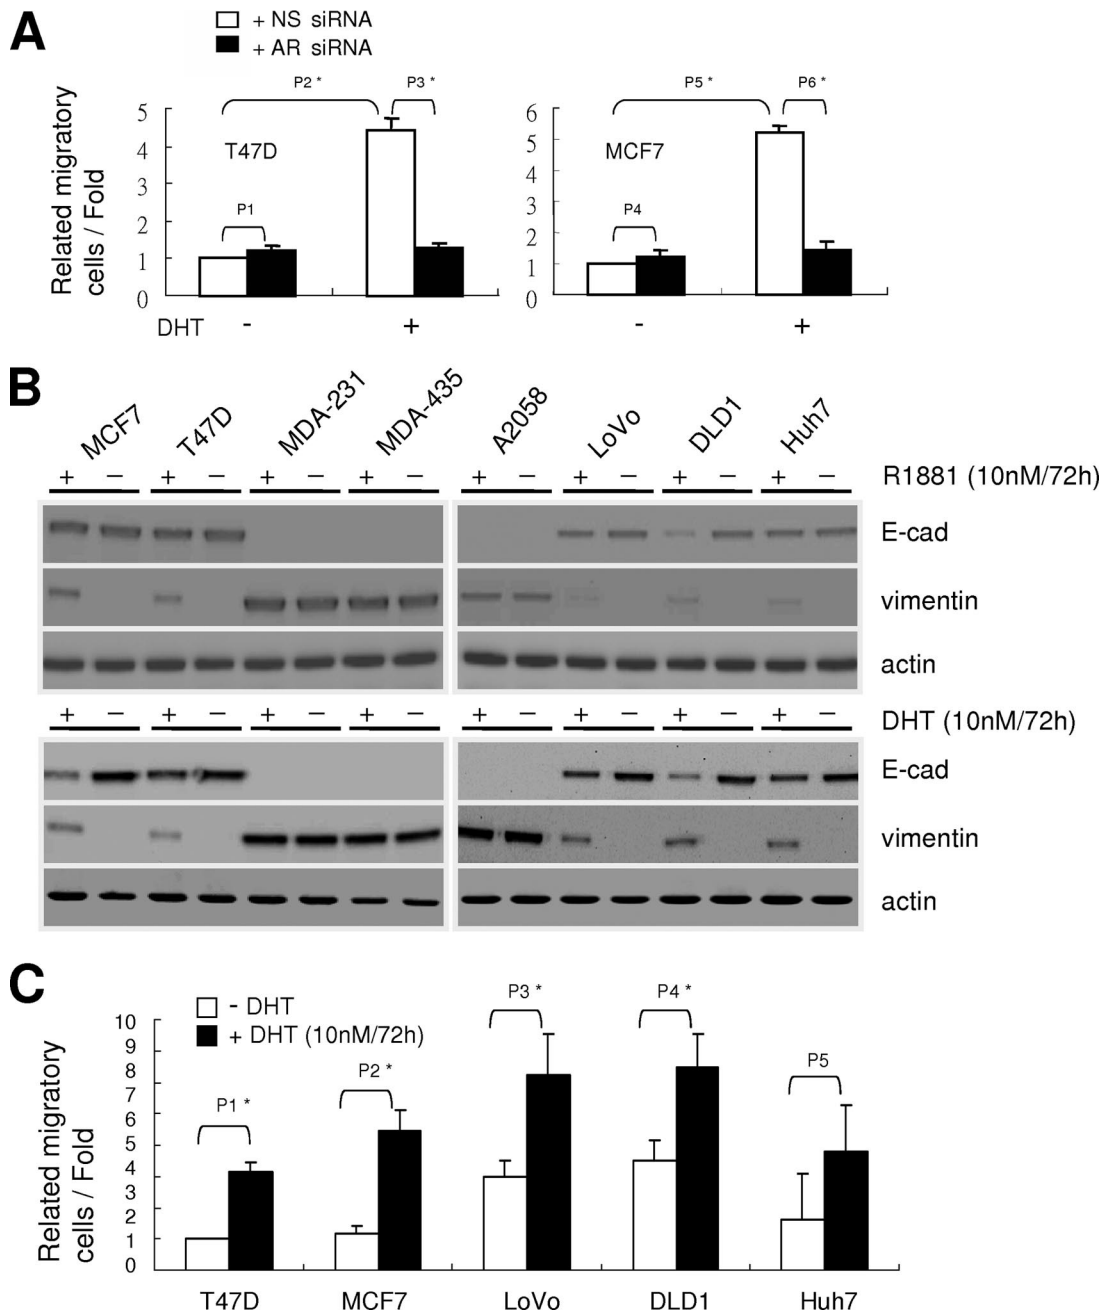 A
+ NS siRNA
+ AR siRNA
P2 *
P3 *
P5 *
P6 *
Related migratory
cells / Fold
5
4
3
2
1
0
T47D
P1
6
5
4
3
2
1
0
MCF7
P4
DHT - + - +
B
MCF7 T47D MDA-231 MDA-435 A2058 LoVo DLD1 Huh7
+ − + − + − + − + − + − + − + − R1881 (10nM/72h)
E-cad
vimentin
actin
+ − + − + − + − + − + − + − + − DHT (10nM/72h)
E-cad
vimentin
actin
C
- DHT
+ DHT (10nM/72h)
Related migratory
cells / Fold
10
9
8
7
6
5
4
3
2
1
0
P1 *
P2 *
P3 *
P4 *
P5
T47D MCF7 LoVo DLD1 Huh7